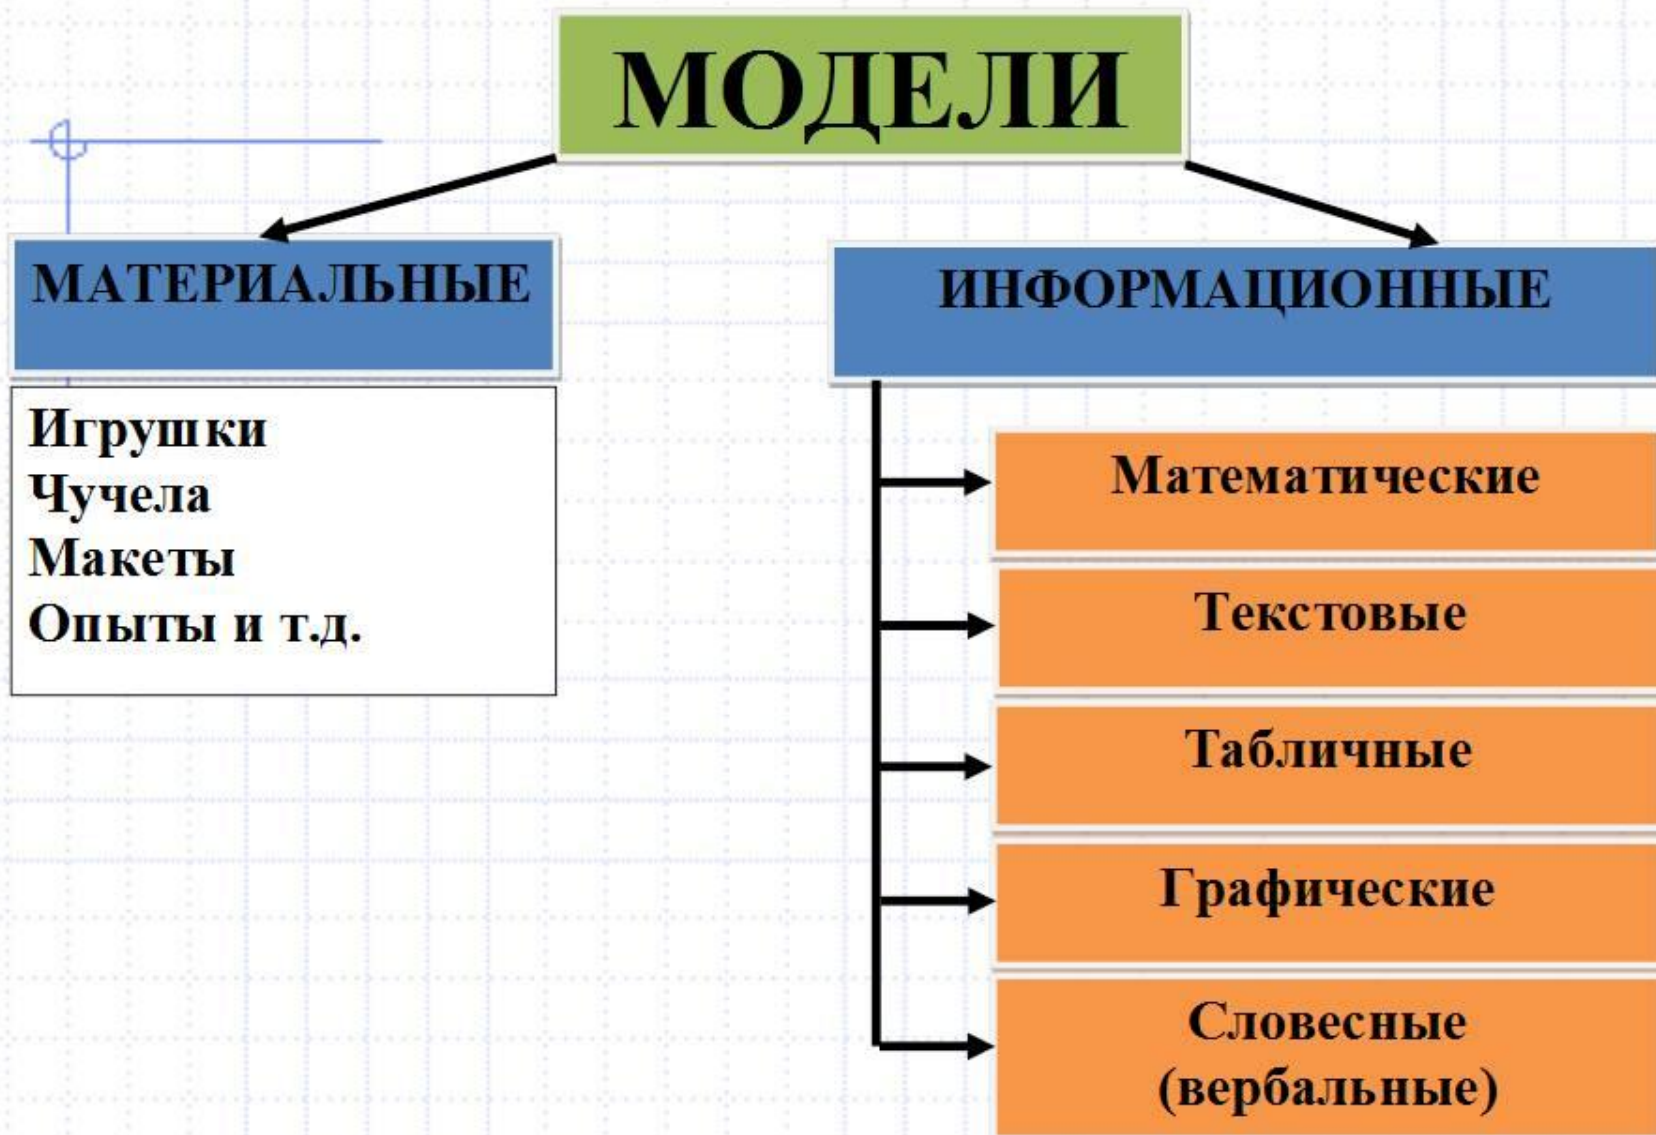 МОДЕЛИ
МАТЕРИАЛЬНЫЕ
Игрушки
Чучела
Макеты
Опыты и т.д.
ИНФОРМАЦИОННЫЕ
Математические
Текстовые
Табличные
Графические
Словесные
(вербальные)